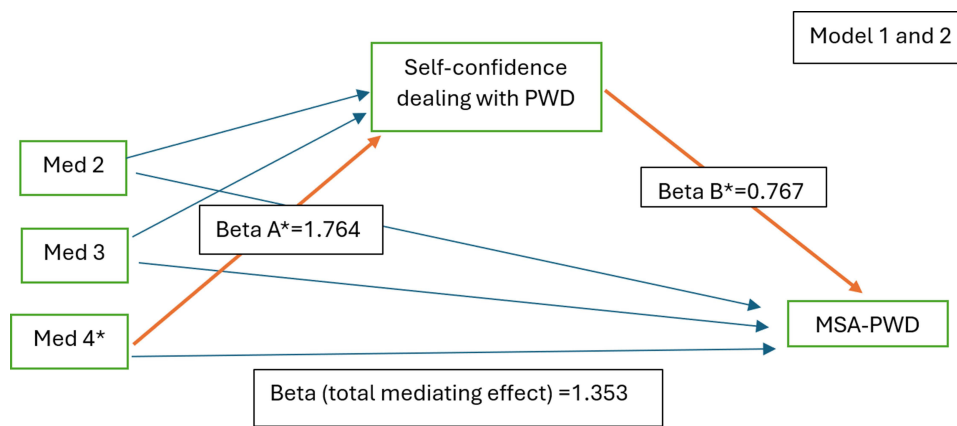 Model 1 and 2
Self-confidence
dealing with PWD
Med 2
Beta B*=0.767
Beta A*=1.764
Med 3
Med 4*
MSA-PWD
Beta (total mediating effect) =1.353